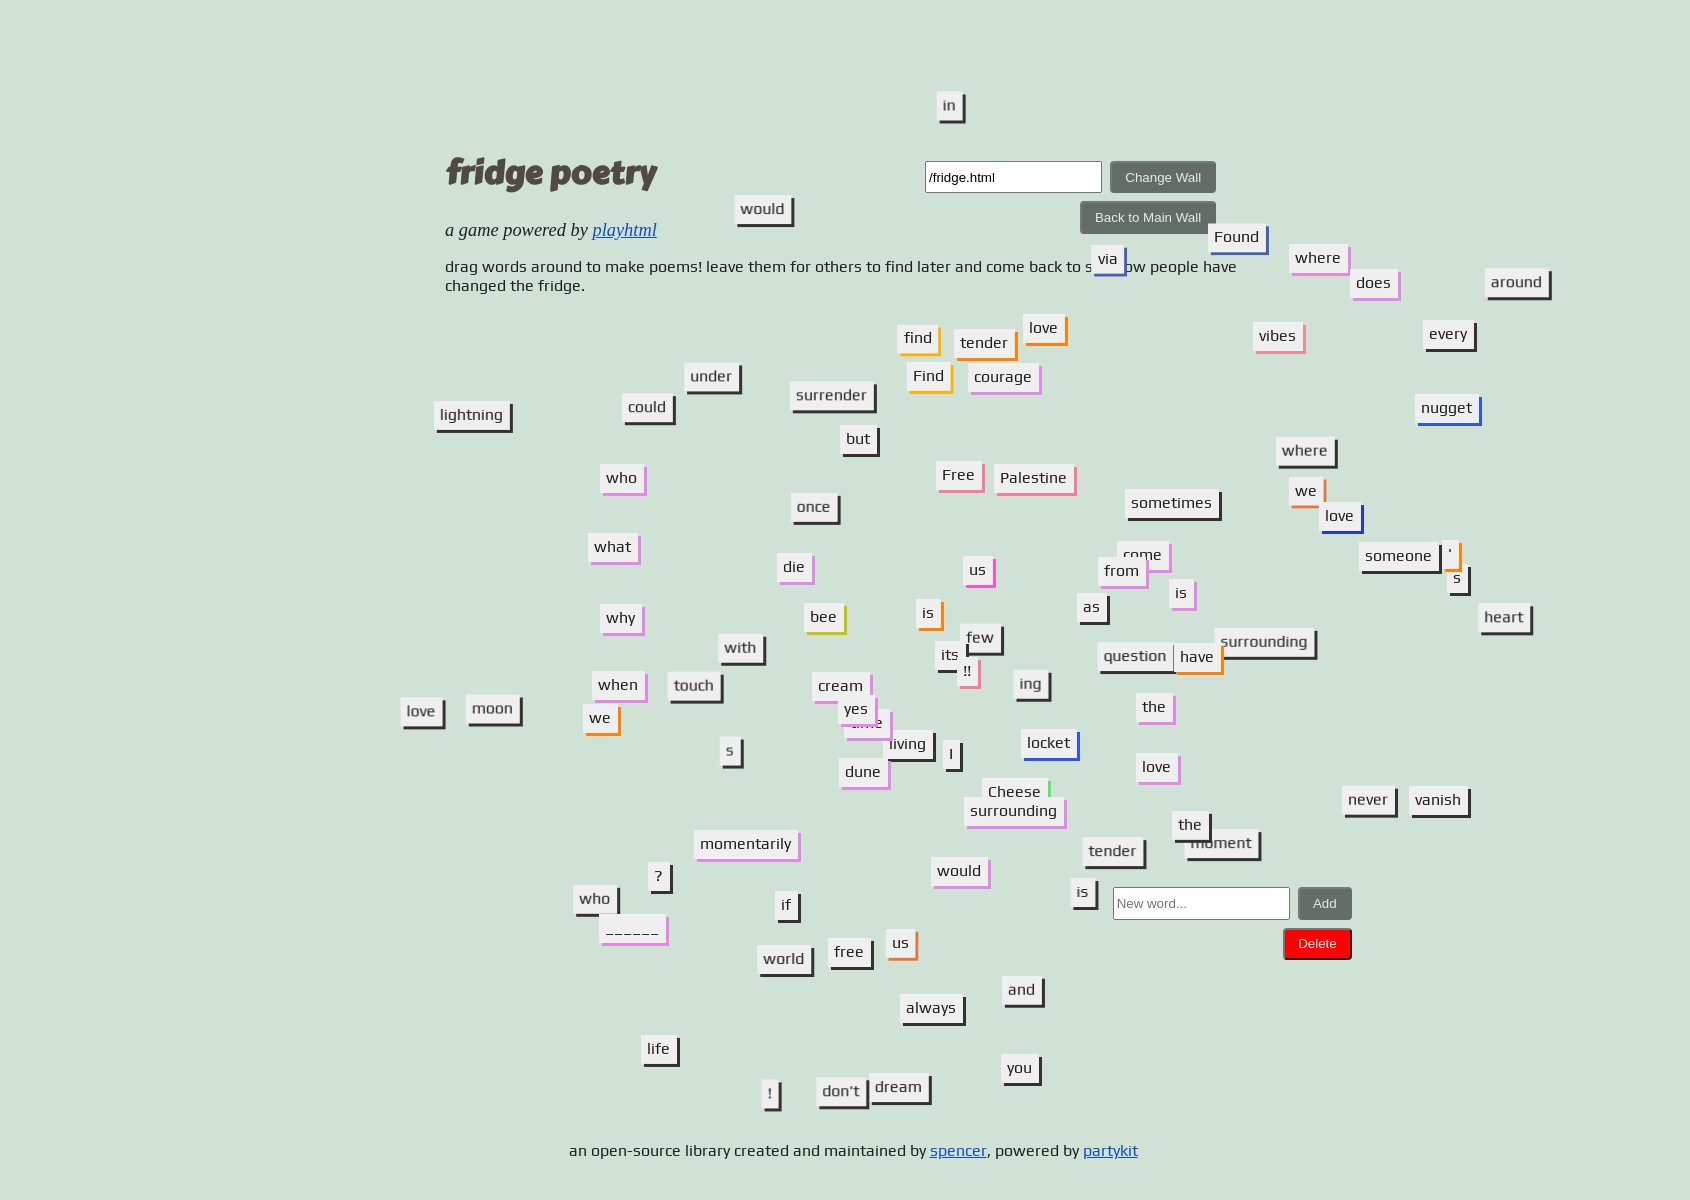 in
fridge poetry
/fridge.html
Change Wall
would
Back to Main Wall
a game powered by playhtml
Found
via
where
drag words around to make poems! leave them for others to find later and come back to s ow people have
changed the fridge.
does
around
find
tender
love
vibes
every
under
Find
courage
surrender
lightning
could
nugget
but
where
who
Free
Palestine
we
once
sometimes
love
what
come
someone
'
s
die
us
from
is
as
bee
is
heart
why
few
with
its
question
have
surrounding
!!
when
touch
cream
ing
love
moon
we
yes
the
s
living
I
locket
dune
love
Cheese
surrounding
never
vanish
the
moment
momentarily
tender
?
would
who
if
is
New word...
Add
______
us
Delete
world
free
and
always
life
you
!
don't
dream
an open-source library created and maintained by spencer, powered by partykit